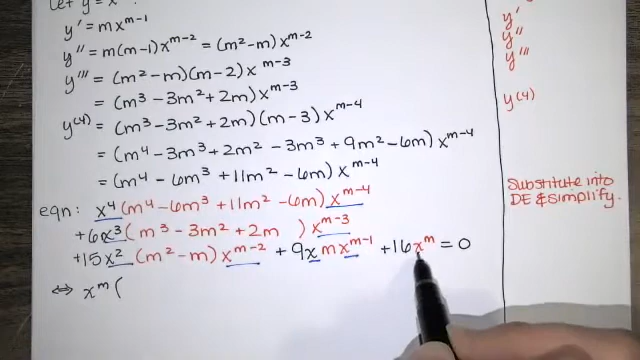 Let y = x
y' = mx^(m-1)
y'' = m(m-1)x^(m-2) = (m²-m)x^(m-2)
y''' = (m²-m)(m-2)x^(m-3)
= (m³-3m²+2m)x^(m-3)
y(4) = (m³-3m²+2m)(m-3)x^(m-4)
= (m⁴-3m³+2m²-3m³+9m²-6m)x^(m-4)
= (m⁴-6m³+11m²-6m)x^(m-4)
eqn: x⁴(m⁴-6m³+11m²-6m)x^(m-4)
+6x³(m³-3m²+2m )x^(m-3)
+15x²(m²-m)x^(m-2) +9xmx^(m-1) +16x^m = 0
⇔ x^m(
y'
y''
y'''
y(4)
Substitute into
DE & simplify.